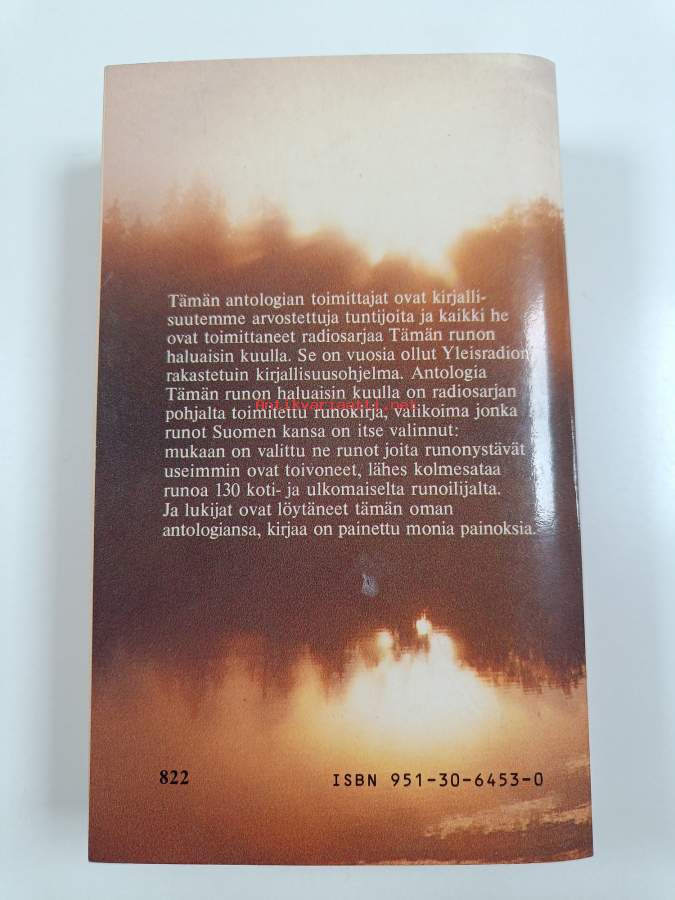 Tämän antologian toimittajat ovat kirjalli-
suutemme arvostettuja tuntijoita ja kaikki he
ovat toimittaneet radiosarjaa Tämän runon
haluaisin kuulla. Se on vuosia ollut Yleisradion
rakastetuin kirjallisuusohjelma. Antologia
Tämän runon haluaisin kuulla on radiosarjan
pohjalta toimitettu runokirja, valikoima jonka
antikvariaatti.net
runot Suomen kansa on itse valinnut:
mukaan on valittu ne runot joita runonystävät
useimmin ovat toivoneet, lähes kolmesataa
runoa 130 koti- ja ulkomaiselta runoilijalta.
Ja lukijat ovat löytäneet tämän oman
antologiansa, kirjaa on painettu monia painoksia.
822
ISBN 951-30-6453-0